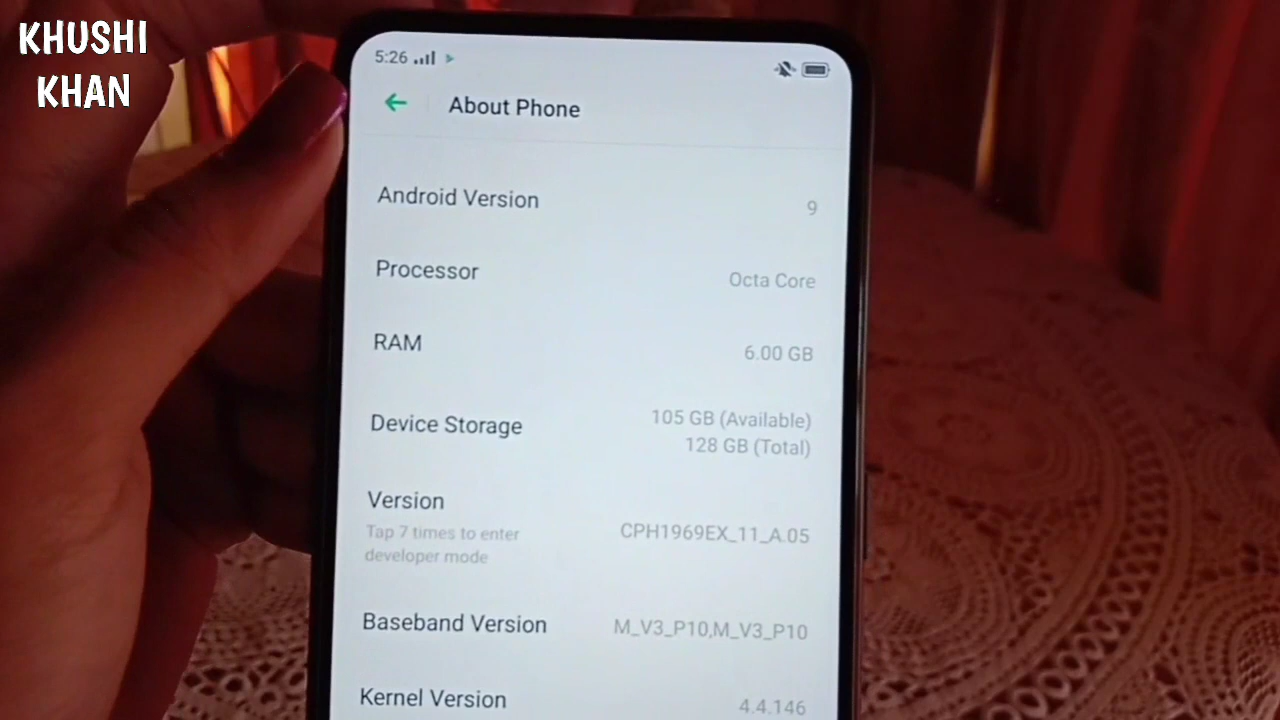 KHUSHI
KHAN
5:26
About Phone
Android Version 9
Processor Octa Core
RAM 6.00 GB
Device Storage 105 GB (Available)
128 GB (Total)
Version
Tap 7 times to enter CPH1969EX_11_A.05
developer mode
Baseband Version M_V3_P10,M_V3_P10
Kernel Version 4.4.146